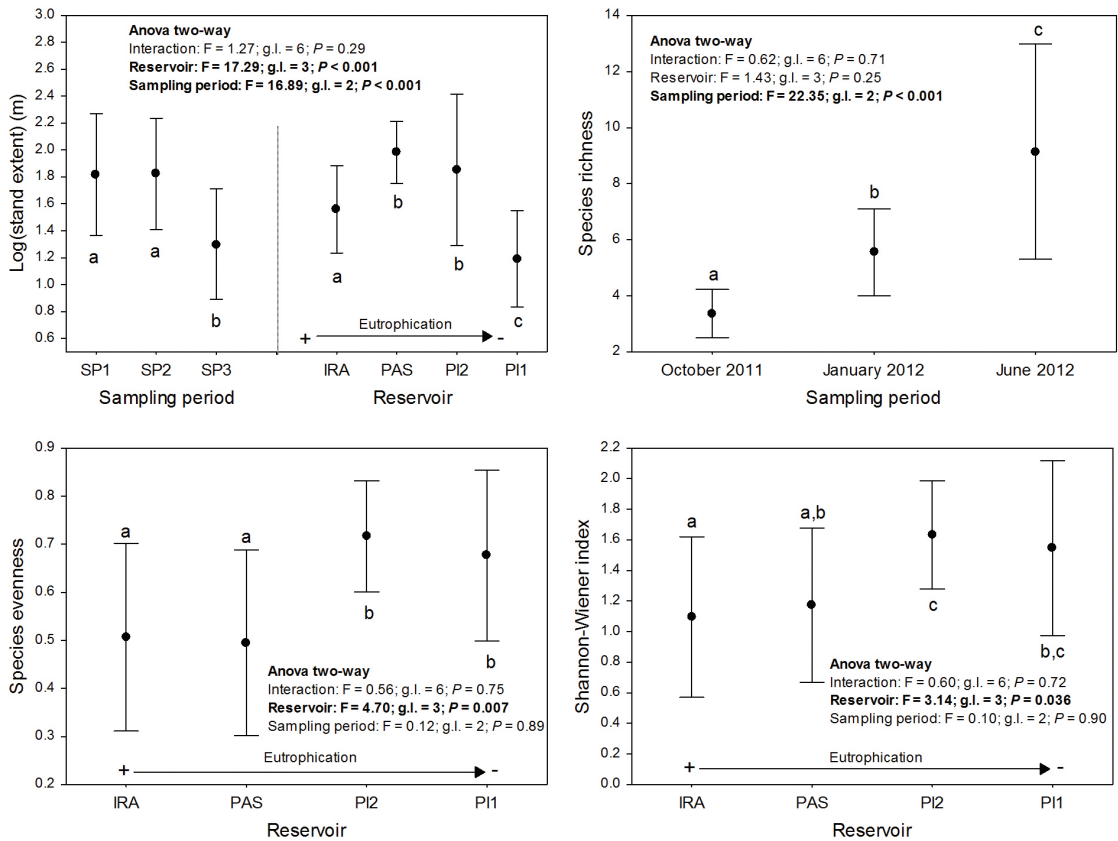 3.0
2.8
2.6
2.4
2.2
2.0
1.8
1.6
1.4
1.2
1.0
0.8
0.6
Log(stand extent) (m)
Anova two-way
Interaction: F = 1.27; g.l. = 6; P = 0.29
Reservoir: F = 17.29; g.l. = 3; P < 0.001
Sampling period: F = 16.89; g.l. = 2; P < 0.001
a
a
b
a
b
b
c
+
Eutrophication
-
SP1
SP2
SP3
IRA
PAS
PI2
PI1
Sampling period
Reservoir
14
12
10
8
6
4
2
Species richness
Anova two-way
Interaction: F = 0.62; g.l. = 6; P = 0.71
Reservoir: F = 1.43; g.l. = 3; P = 0.25
Sampling period: F = 22.35; g.l. = 2; P < 0.001
a
b
c
October 2011
January 2012
June 2012
Sampling period
0.9
0.8
0.7
0.6
0.5
0.4
0.3
0.2
Species evenness
a
a
b
b
Anova two-way
Interaction: F = 0.56; g.l. = 6; P = 0.75
Reservoir: F = 4.70; g.l. = 3; P = 0.007
Sampling period: F = 0.12; g.l. = 2; P = 0.89
Eutrophication
+
-
IRA
PAS
PI2
PI1
Reservoir
2.2
2.0
1.8
1.6
1.4
1.2
1.0
0.8
0.6
0.4
0.2
0.0
Shannon-Wiener index
a
a,b
c
b,c
Anova two-way
Interaction: F = 0.60; g.l. = 6; P = 0.72
Reservoir: F = 3.14; g.l. = 3; P = 0.036
Sampling period: F = 0.10; g.l. = 2; P = 0.90
Eutrophication
+
-
IRA
PAS
PI2
PI1
Reservoir